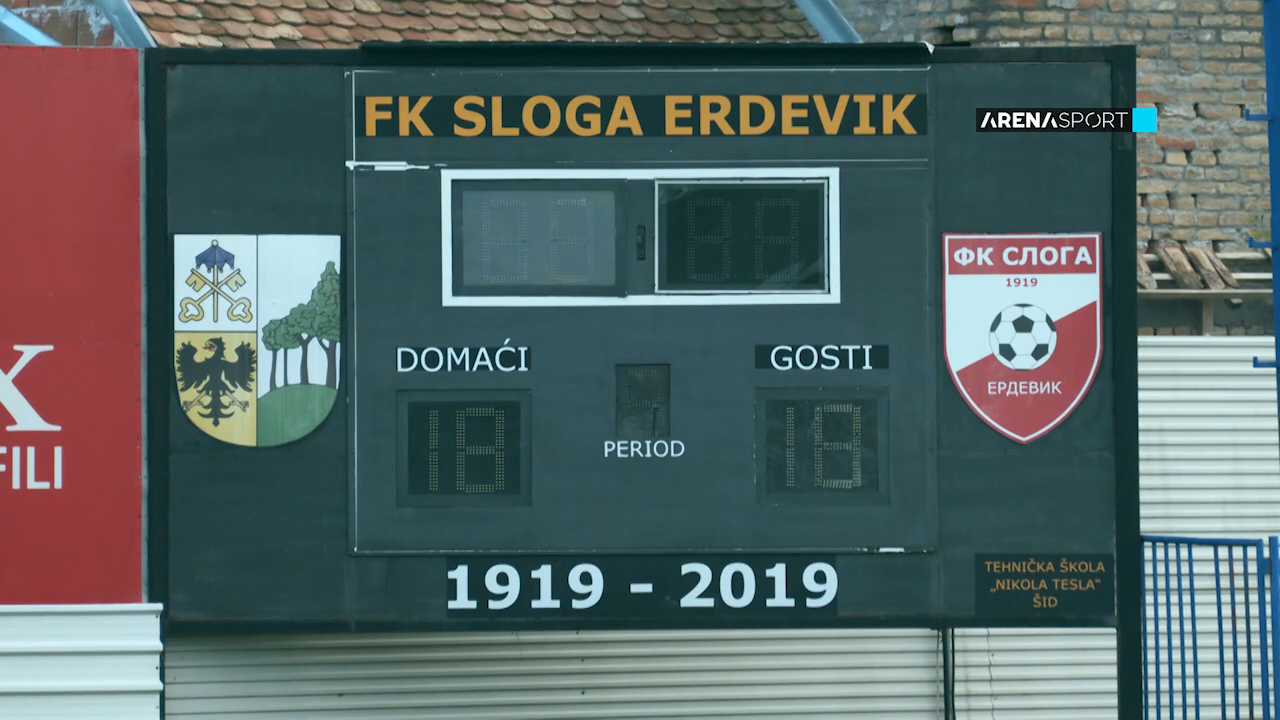 FK SLOGA ERDEVIK
ARENASPORT
ФК СЛОГА
1919
ЕРДЕВИК
DOMAĆI
GOSTI
PERIOD
1919 - 2019
TEHNIČKA ŠKOLA
„NIKOLA TESLA“
ŠID
X
FILI